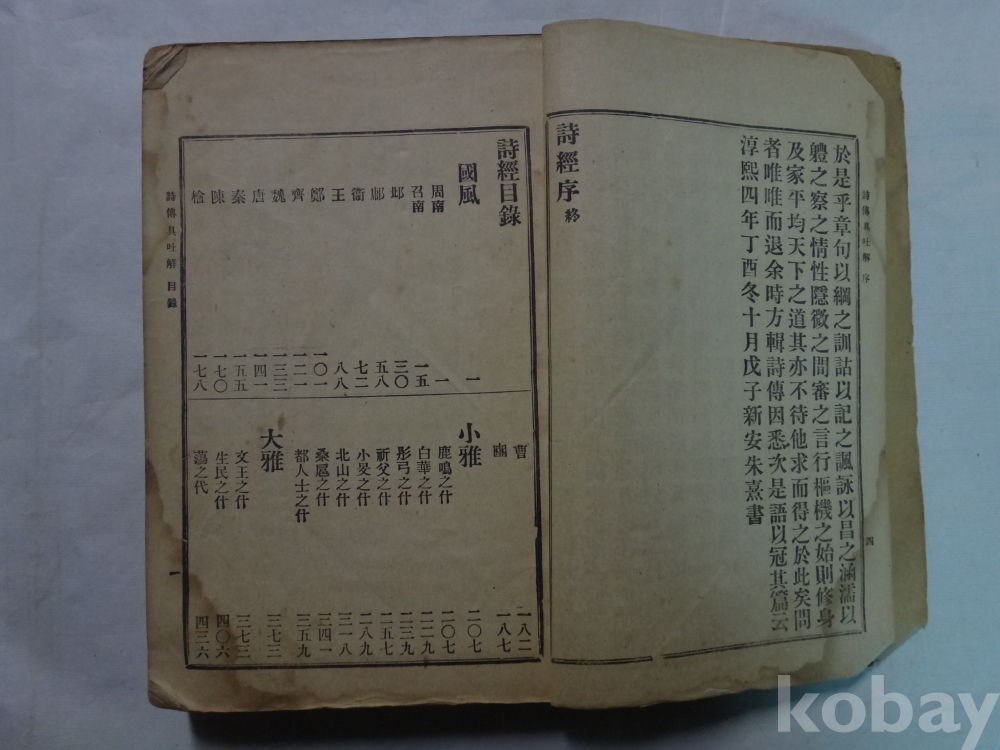 詩傳具吐解 序
於是乎章句以綱之訓詁以記之諷詠以昌之涵濡以
軆之察之情性隱微之間審之言行樞機之始則修身
及家平均天下之道其亦不待他求而得之於此矣問
者唯唯而退余時方輯詩傳因悉次是語以冠其篇云
淳熙四年丁酉冬十月戊子新安朱熹書
詩經序 終
四
詩經目錄
國風 一
周南 一
召南 一五
邶 三〇
鄘 五八
衞 七二
王 八八
鄭 一〇一
齊 一二一
魏 一三三
唐 一四一
秦 一五五
陳 一七〇
檜 一七八
曹 一八二
豳 一八七
小雅 二〇七
鹿鳴之什 二〇七
白華之什 二二九
彤弓之什 二三九
祈父之什 二五七
小旻之什 二八九
北山之什 三一八
桑扈之什 三四一
都人士之什 三五九
大雅 三七三
文王之什 三七三
生民之什 四〇六
蕩之代 四三六
詩傳具吐解 目錄
一
kobay